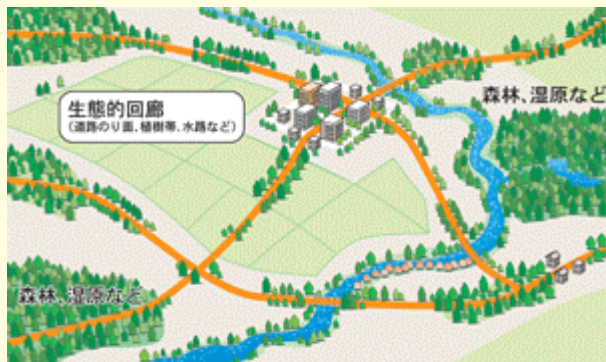 生態的回廊
(道路のり面、植樹帯、水路など)
森林、湿原など
森林、湿原など